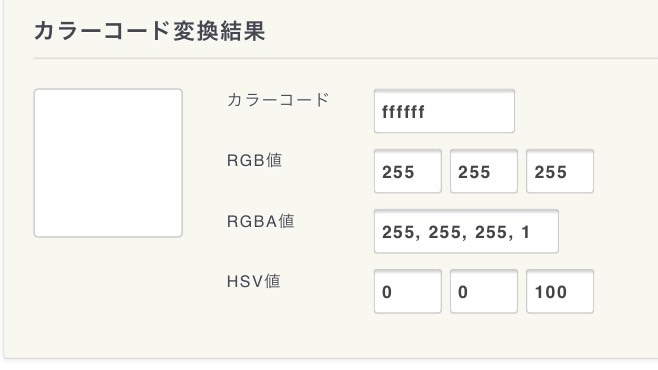 カラーコード変換結果
カラーコード ffffff
RGB値 255 255 255
RGBA値 255, 255, 255, 1
HSV値 0 0 100